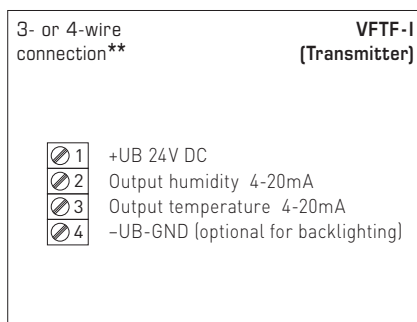 3- or 4-wire
connection**
VFTF-I
(Transmitter)
1 +UB 24V DC
2 Output humidity 4-20mA
3 Output temperature 4-20mA
4 –UB-GND (optional for backlighting)